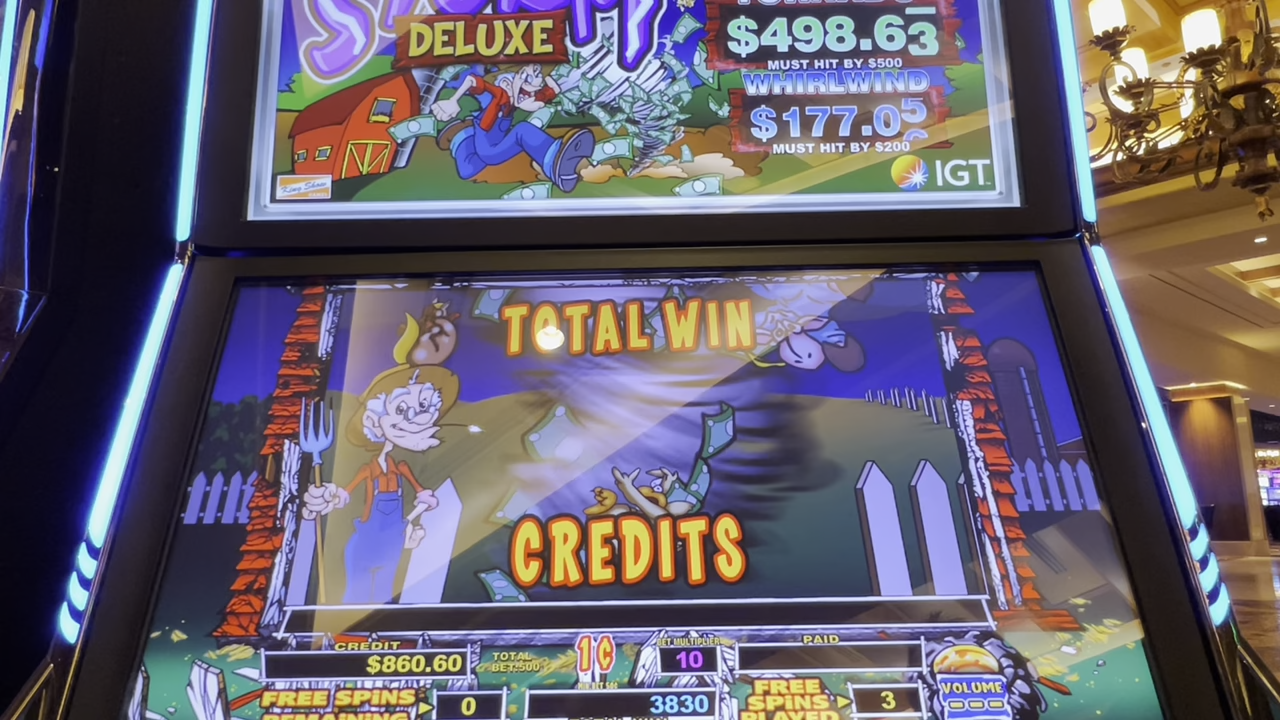 DELUXE
$498.63
MUST HIT BY $500
WHIRLWIND
$177.05
MUST HIT BY $200
King Show
IGT
TOTAL WIN
CREDITS
CREDIT
$860.60
TOTAL
BET:500
1¢
BET MULTIPLIER
10
PAID
FREE SPINS
REMAINING
0
3830
FREE
SPINS
PLAYED
3
VOLUME